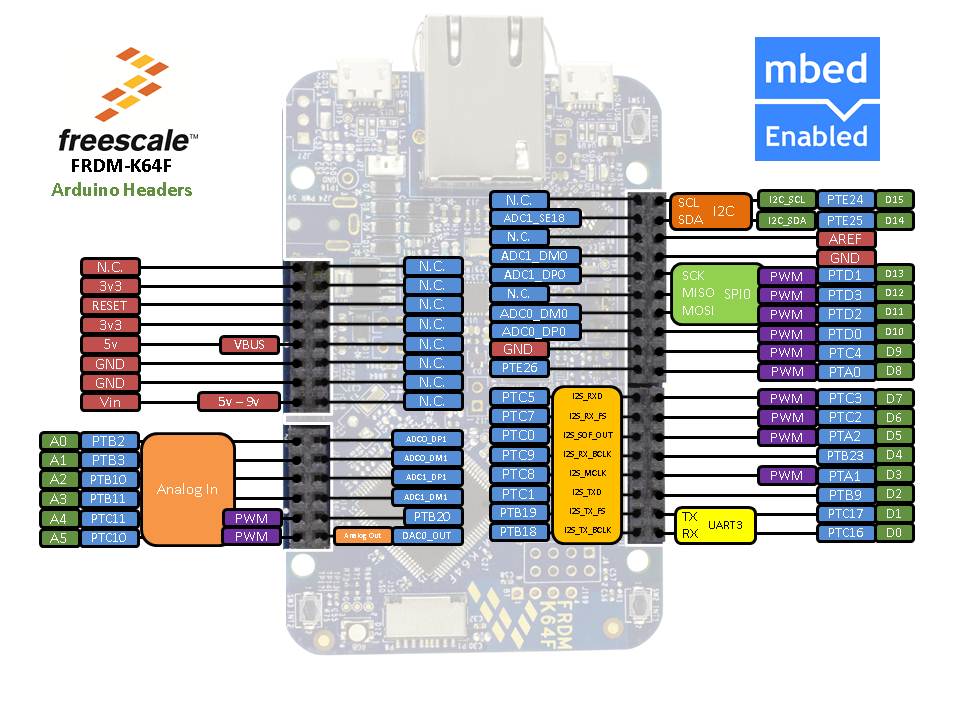 freescale™
FRDM-K64F
Arduino Headers
mbed
Enabled
N.C. SCL SDA I2C I2C_SCL PTE24 D15
ADC1_SE18 I2C_SDA PTE25 D14
N.C. AREF
ADC1_DM0 GND
ADC1_DP0 SCK PWM PTD1 D13
N.C. MISO SPI0 PWM PTD3 D12
ADC0_DM0 MOSI PWM PTD2 D11
ADC0_DP0 PWM PTD0 D10
GND PWM PTC4 D9
PTE26 PWM PTA0 D8
N.C. N.C.
3v3 N.C.
RESET N.C.
3v3 N.C.
5v VBUS N.C.
GND N.C.
GND N.C.
Vin 5v – 9v N.C.
PTC5 I2S_RXD PWM PTC3 D7
PTC7 I2S_RX_FS PWM PTC2 D6
PTC0 I2S_SOF_OUT PWM PTA2 D5
PTC9 I2S_RX_BCLK PTB23 D4
PTC8 I2S_MCLK PWM PTA1 D3
PTC1 I2S_TXD PTB9 D2
PTB19 I2S_TX_FS TX UART3 PTC17 D1
PTB18 I2S_TX_BCLK RX PTC16 D0
A0 PTB2 ADC0_DP1
A1 PTB3 ADC0_DM1
A2 PTB10 Analog In ADC1_DP1
A3 PTB11 ADC1_DM1
A4 PTC11 PWM PTB20
A5 PTC10 PWM Analog Out DAC0_OUT
FRDM
K64F